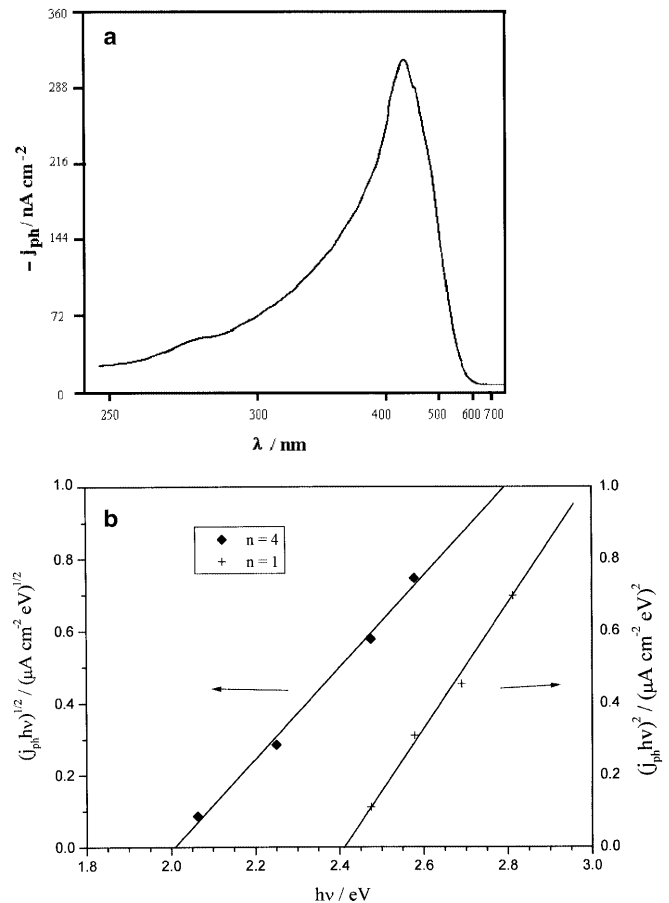 a
360
288
216
144
72
0
– jph / nA cm-2
250 300 400 500 600 700
λ / nm
b
1.0
0.8
0.6
0.4
0.2
0.0
(jphhν)1/2 / (μA cm-2 eV)1/2
n = 4
n = 1
1.0
0.8
0.6
0.4
0.2
0.0
(jphhν)2 / (μA cm-2 eV)2
1.8 2.0 2.2 2.4 2.6 2.8 3.0
hν / eV